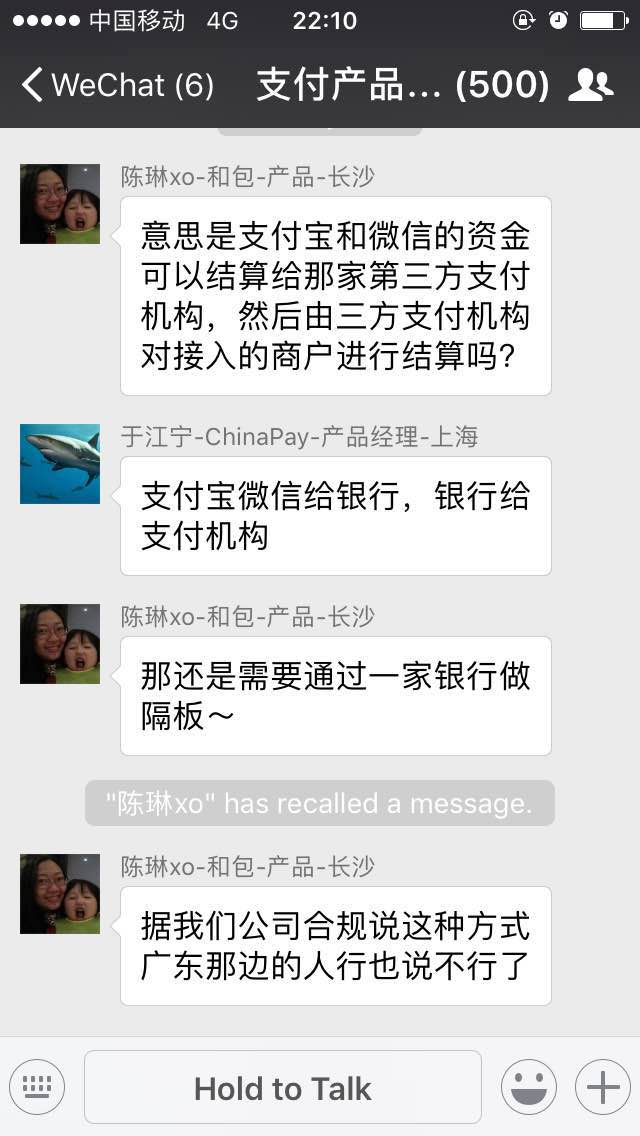 中国移动 4G 22:10
WeChat (6) 支付产品... (500)
陈琳xo-和包-产品-长沙
意思是支付宝和微信的资金
可以结算给那家第三方支付
机构，然后由三方支付机构
对接入的商户进行结算吗？
于江宁-ChinaPay-产品经理-上海
支付宝微信给银行，银行给
支付机构
陈琳xo-和包-产品-长沙
那还是需要通过一家银行做
隔板～
"陈琳xo" has recalled a message.
陈琳xo-和包-产品-长沙
据我们公司合规说这种方式
广东那边的人行也说不行了
Hold to Talk